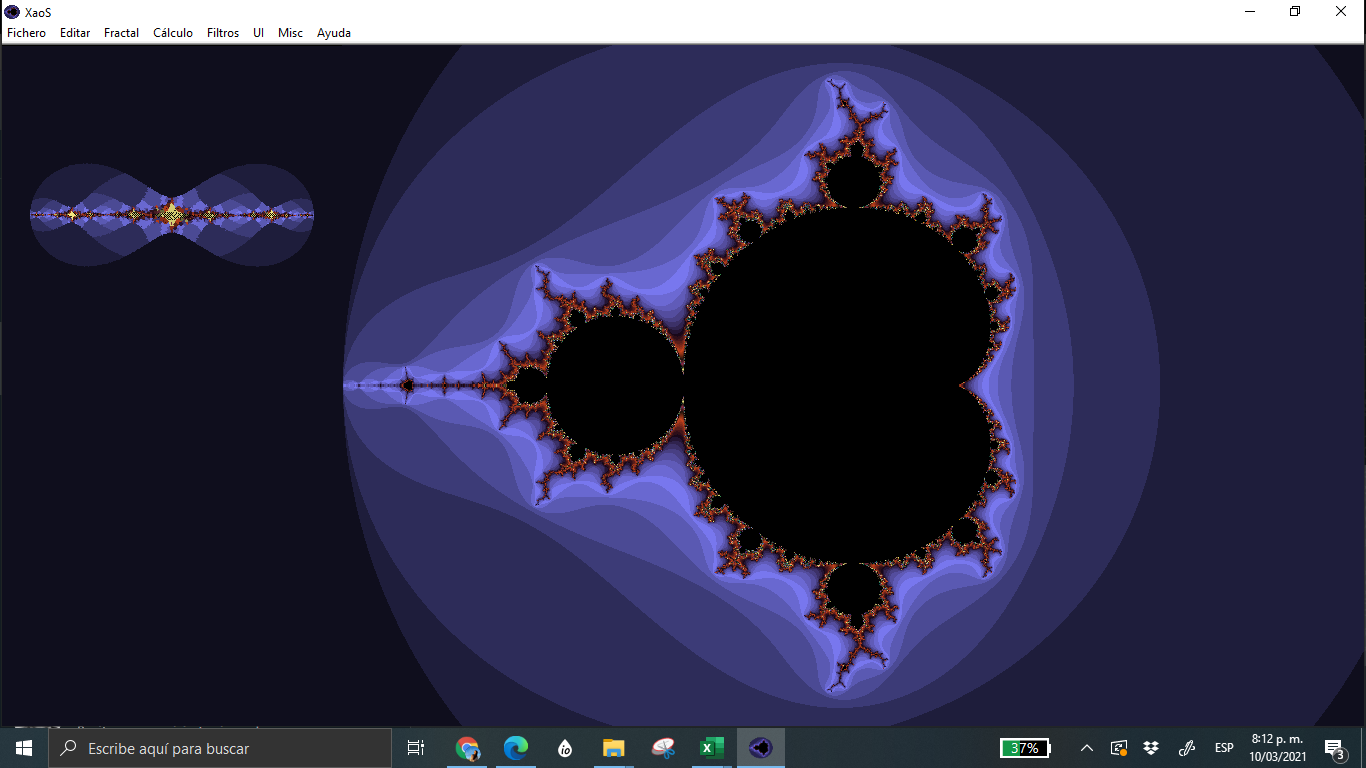 XaoS
Fichero Editar Fractal Cálculo Filtros UI Misc Ayuda
Escribe aquí para buscar
io
37%
ESP
8:12 p. m.
10/03/2021
3